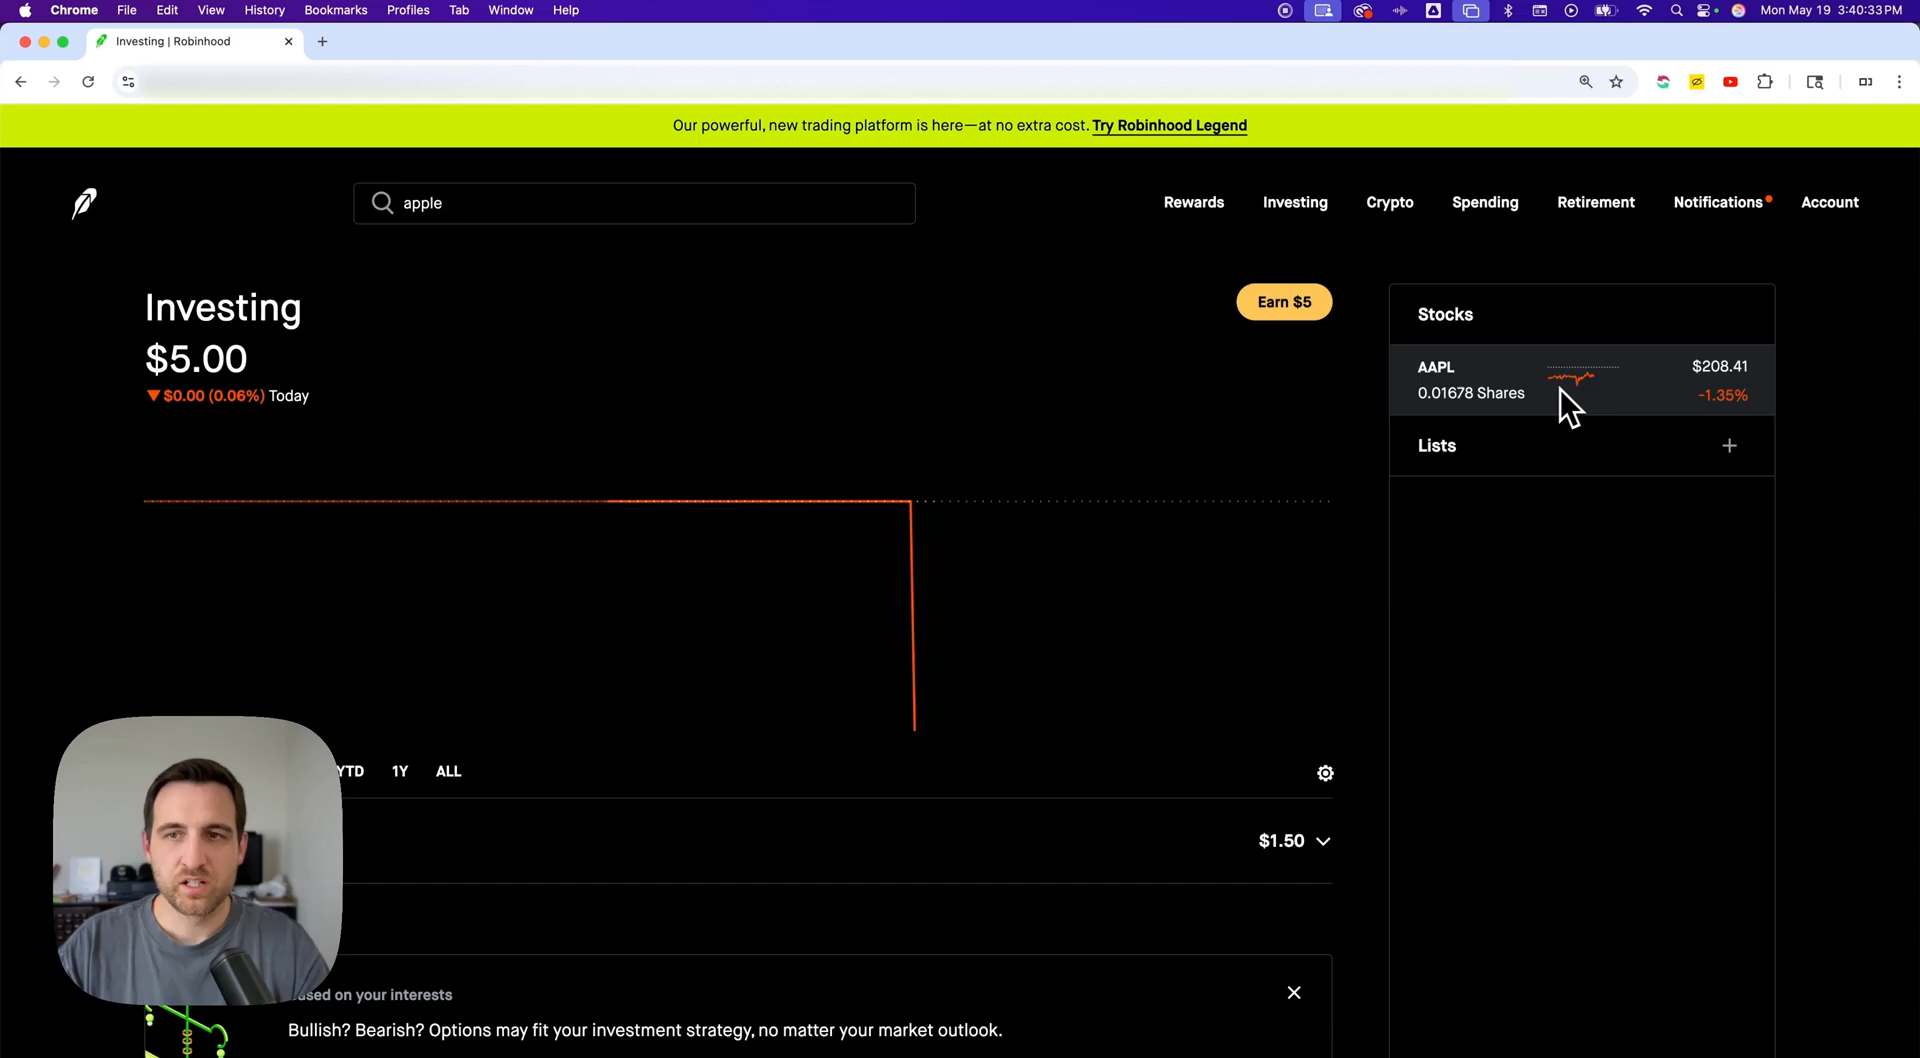 Chrome File Edit View History Bookmarks Profiles Tab Window Help Mon May 19 3:40:33 PM
Investing | Robinhood
Our powerful, new trading platform is here—at no extra cost. Try Robinhood Legend
apple
Rewards Investing Crypto Spending Retirement Notifications Account
Investing
Earn $5
$5.00
▼$0.00 (0.06%) Today
Stocks
AAPL $208.41
0.01678 Shares -1.35%
Lists +
YTD 1Y ALL
$1.50
ased on your interests
Bullish? Bearish? Options may fit your investment strategy, no matter your market outlook.